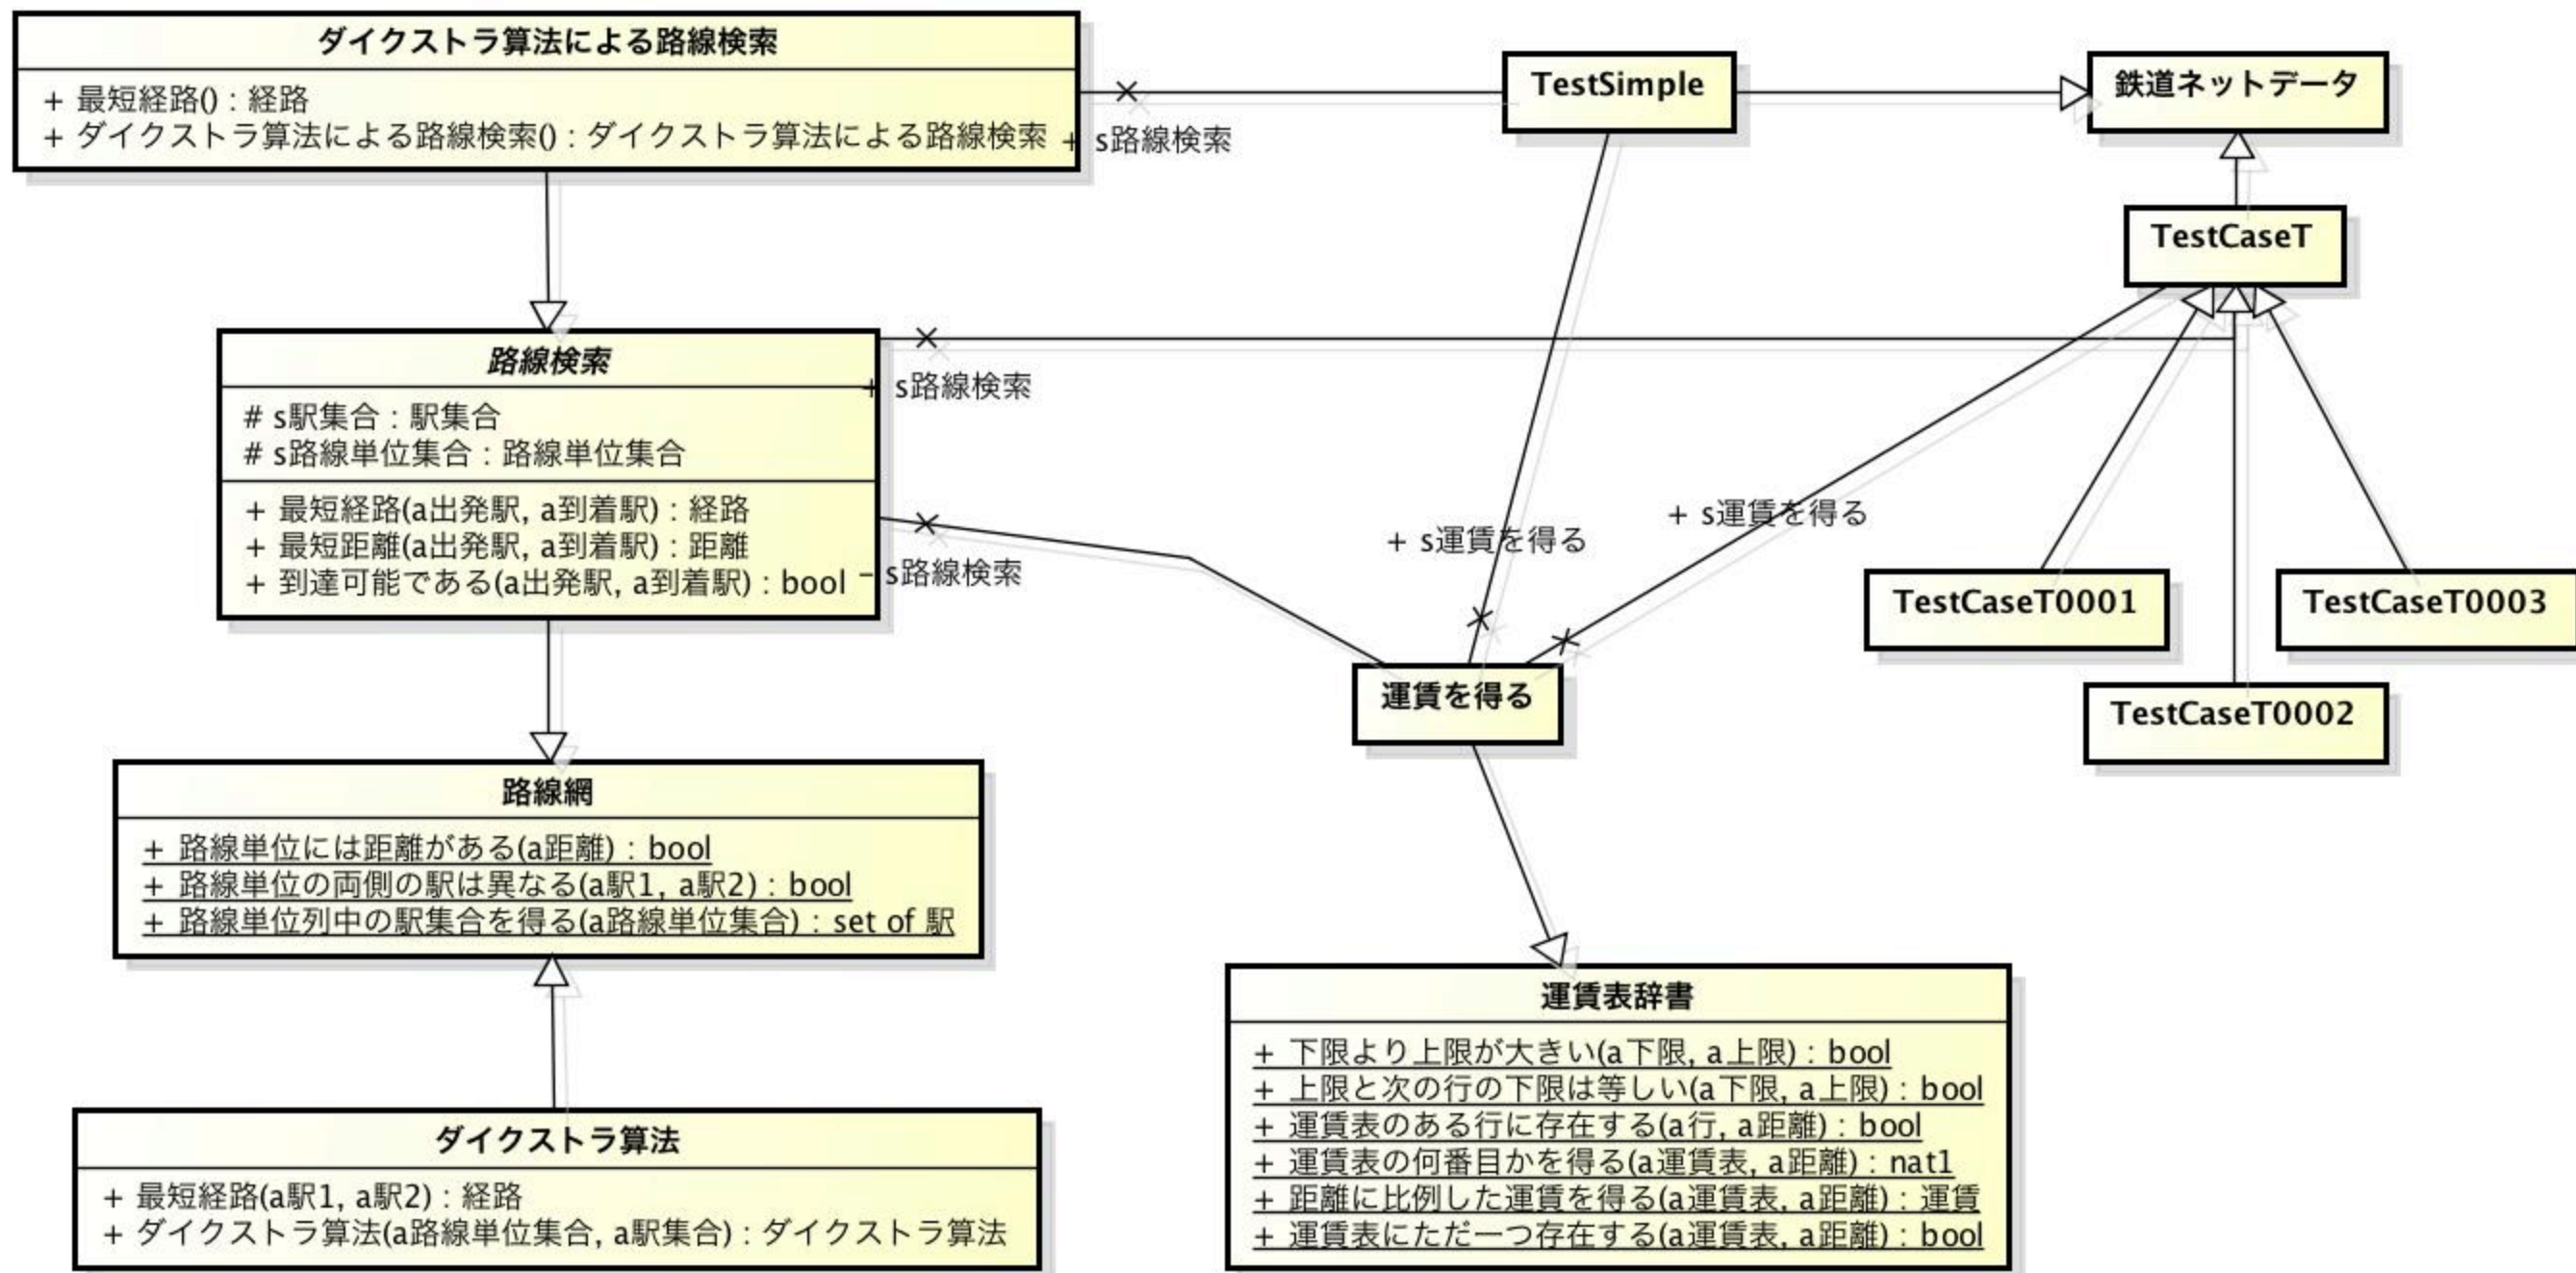 ダイクストラ算法による路線検索
+ 最短経路() : 経路
+ ダイクストラ算法による路線検索() : ダイクストラ算法による路線検索
+ s路線検索
TestSimple
鉄道ネットデータ
TestCaseT
路線検索
# s駅集合 : 駅集合
# s路線単位集合 : 路線単位集合
+ 最短経路(a出発駅, a到着駅) : 経路
+ 最短距離(a出発駅, a到着駅) : 距離
+ 到達可能である(a出発駅, a到着駅) : bool
+ s路線検索
- s路線検索
+ s運賃を得る
+ s運賃を得る
TestCaseT0001
TestCaseT0003
TestCaseT0002
運賃を得る
路線網
+ 路線単位には距離がある(a距離) : bool
+ 路線単位の両側の駅は異なる(a駅1, a駅2) : bool
+ 路線単位列中の駅集合を得る(a路線単位集合) : set of 駅
運賃表辞書
+ 下限より上限が大きい(a下限, a上限) : bool
+ 上限と次の行の下限は等しい(a下限, a上限) : bool
+ 運賃表のある行に存在する(a行, a距離) : bool
+ 運賃表の何番目かを得る(a運賃表, a距離) : nat1
+ 距離に比例した運賃を得る(a運賃表, a距離) : 運賃
+ 運賃表にただ一つ存在する(a運賃表, a距離) : bool
ダイクストラ算法
+ 最短経路(a駅1, a駅2) : 経路
+ ダイクストラ算法(a路線単位集合, a駅集合) : ダイクストラ算法